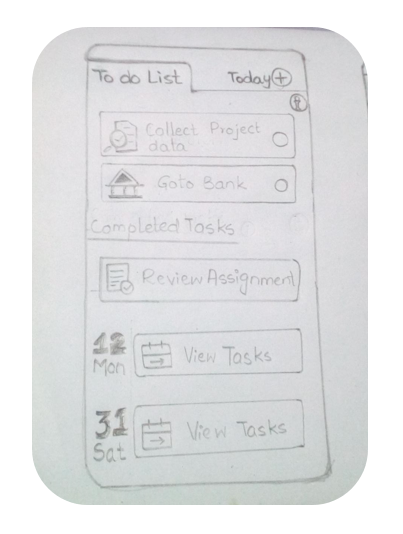 To do List
Today
Collect Project
data
Goto Bank
Completed Tasks
Review Assignment
12
Mon
View Tasks
31
Sat
View Tasks